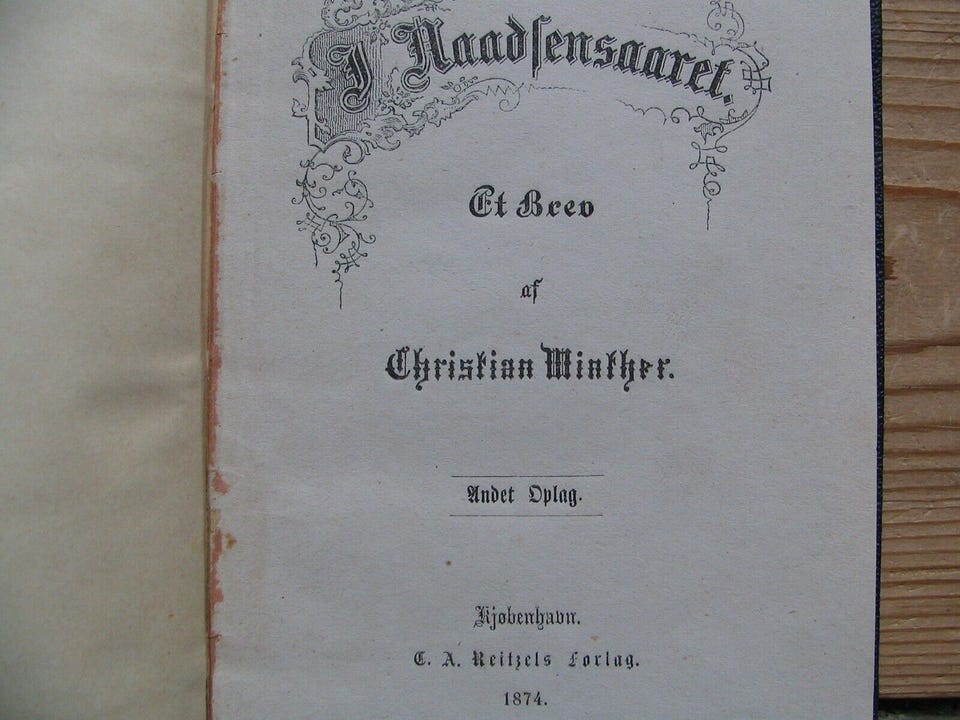 I Naadsensaaret.
Et Brev
af
Christian Winther.
Andet Oplag.
Kjøbenhavn.
C. A. Reitzels Forlag.
1874.